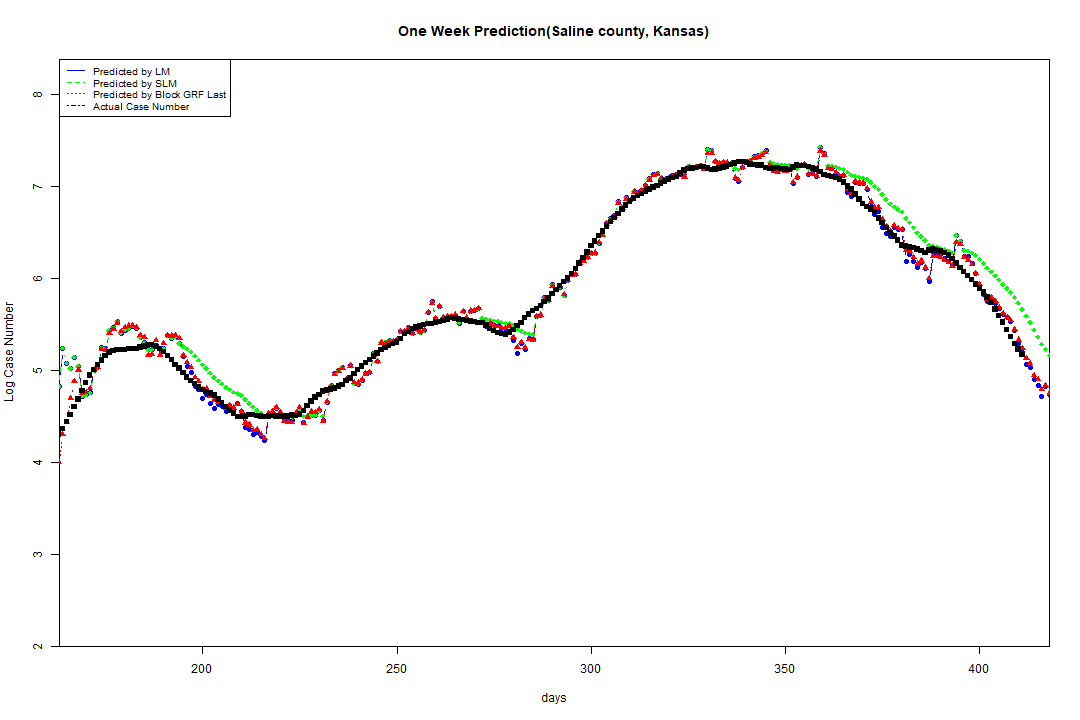 One Week Prediction(Saline county, Kansas)
Predicted by LM
Predicted by SLM
Predicted by Block GRF Last
Actual Case Number
8
7
6
5
4
3
2
Log Case Number
200 250 300 350 400
days